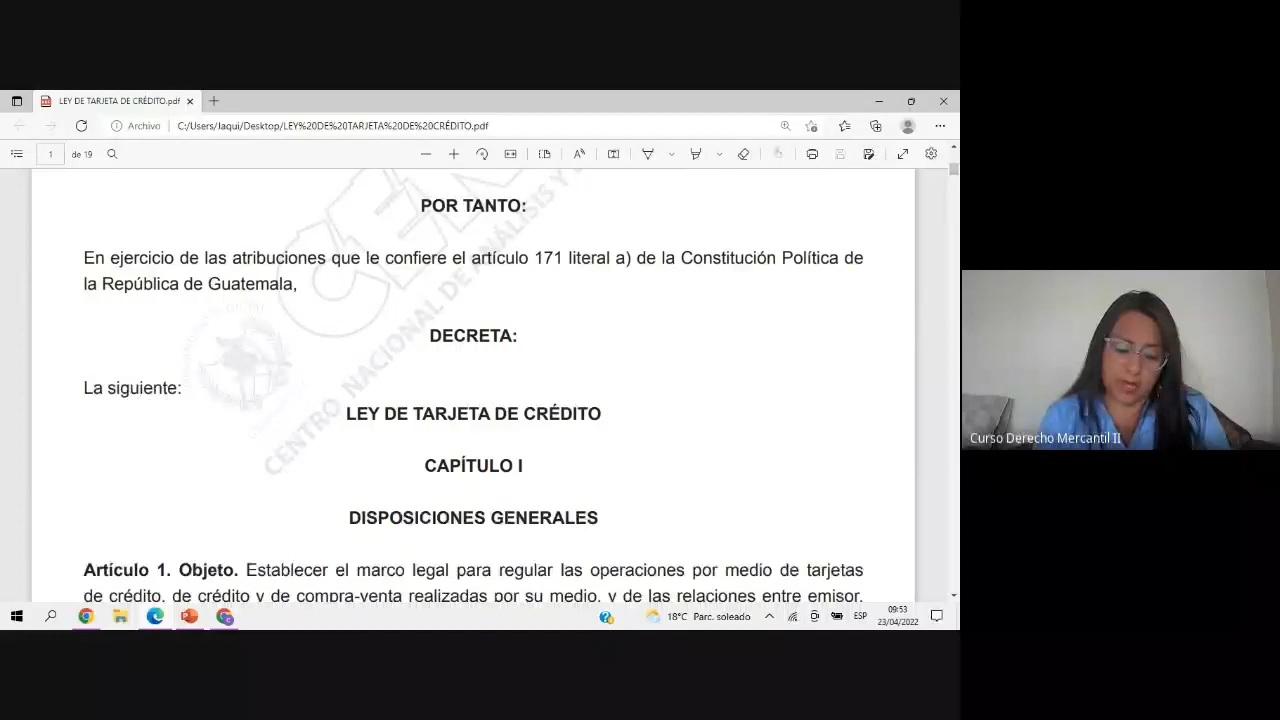 LEY DE TARJETA DE CRÉDITO.pdf
Archivo
C:/Users/Jaqui/Desktop/LEY%20DE%20TARJETA%20DE%20CRÉDITO.pdf
1 de 19
POR TANTO:
En ejercicio de las atribuciones que le confiere el artículo 171 literal a) de la Constitución Política de
la República de Guatemala,
DECRETA:
La siguiente:
LEY DE TARJETA DE CRÉDITO
CAPÍTULO I
DISPOSICIONES GENERALES
Artículo 1. Objeto. Establecer el marco legal para regular las operaciones por medio de tarjetas
de crédito, de crédito y de compra-venta realizadas por su medio, y de las relaciones entre emisor,
CENTRO NACIONAL DE ANÁLISIS Y
Curso Derecho Mercantil II
18°C Parc. soleado
ESP
09:53
23/04/2022